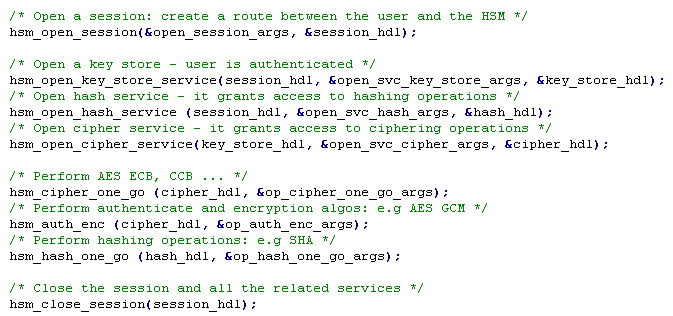 /* Open a session: create a route between the user and the HSM */
hsm_open_session(&open_session_args, &session_hdl);
/* Open a key store - user is authenticated */
hsm_open_key_store_service(session_hdl, &open_svc_key_store_args, &key_store_hdl);
/* Open hash service - it grants access to hashing operations */
hsm_open_hash_service (session_hdl, &open_svc_hash_args, &hash_hdl);
/* Open cipher service - it grants access to ciphering operations */
hsm_open_cipher_service(key_store_hdl, &open_svc_cipher_args, &cipher_hdl);
/* Perform AES ECB, CCB ... */
hsm_cipher_one_go (cipher_hdl, &op_cipher_one_go_args);
/* Perform authenticate and encryption algos: e.g AES GCM */
hsm_auth_enc (cipher_hdl, &op_auth_enc_args);
/* Perform hashing operations: e.g SHA */
hsm_hash_one_go (hash_hdl, &op_hash_one_go_args);
/* Close the session and all the related services */
hsm_close_session(session_hdl);